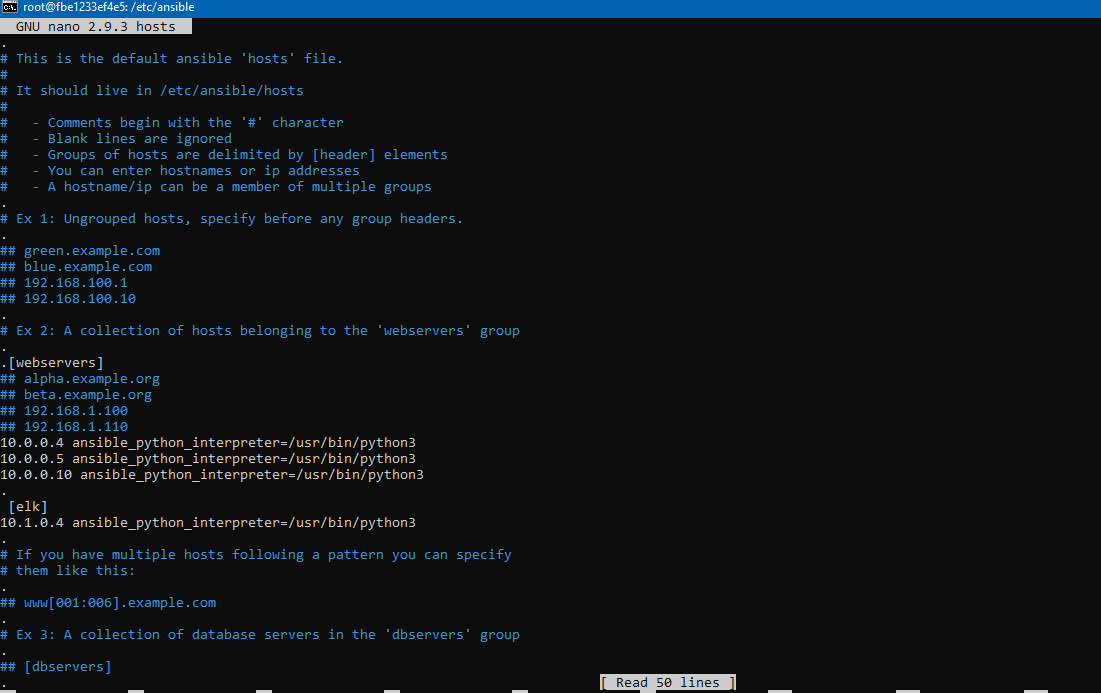 root@fbe1233ef4e5: /etc/ansible
GNU nano 2.9.3 hosts
.
# This is the default ansible 'hosts' file.
#
# It should live in /etc/ansible/hosts
#
#   - Comments begin with the '#' character
#   - Blank lines are ignored
#   - Groups of hosts are delimited by [header] elements
#   - You can enter hostnames or ip addresses
#   - A hostname/ip can be a member of multiple groups
.
# Ex 1: Ungrouped hosts, specify before any group headers.
.
## green.example.com
## blue.example.com
## 192.168.100.1
## 192.168.100.10
.
# Ex 2: A collection of hosts belonging to the 'webservers' group
.
.[webservers]
## alpha.example.org
## beta.example.org
## 192.168.1.100
## 192.168.1.110
10.0.0.4 ansible_python_interpreter=/usr/bin/python3
10.0.0.5 ansible_python_interpreter=/usr/bin/python3
10.0.0.10 ansible_python_interpreter=/usr/bin/python3
.
 [elk]
10.1.0.4 ansible_python_interpreter=/usr/bin/python3
.
# If you have multiple hosts following a pattern you can specify
# them like this:
.
## www[001:006].example.com
.
# Ex 3: A collection of database servers in the 'dbservers' group
.
## [dbservers]
.
[ Read 50 lines ]